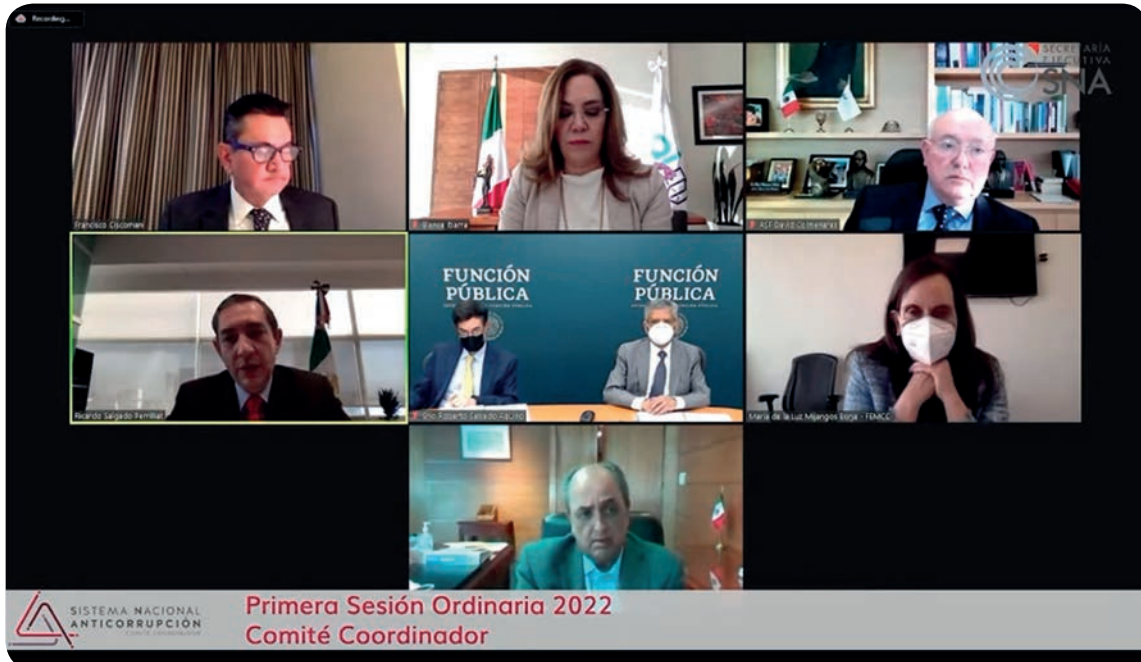 Recording...
SECRETARÍA
EJECUTIVA
SNA
Francisco Ciscomani
Blanca Ibarra
ASF David Colmenares
FUNCIÓN
PÚBLICA
FUNCIÓN
PÚBLICA
Ricardo Salgado Perrilliat
Srio Roberto Salcedo Aquino
María de la Luz Mijangos Borja - FEMCC
SISTEMA NACIONAL
ANTICORRUPCIÓN
COMITÉ COORDINADOR
Primera Sesión Ordinaria 2022
Comité Coordinador